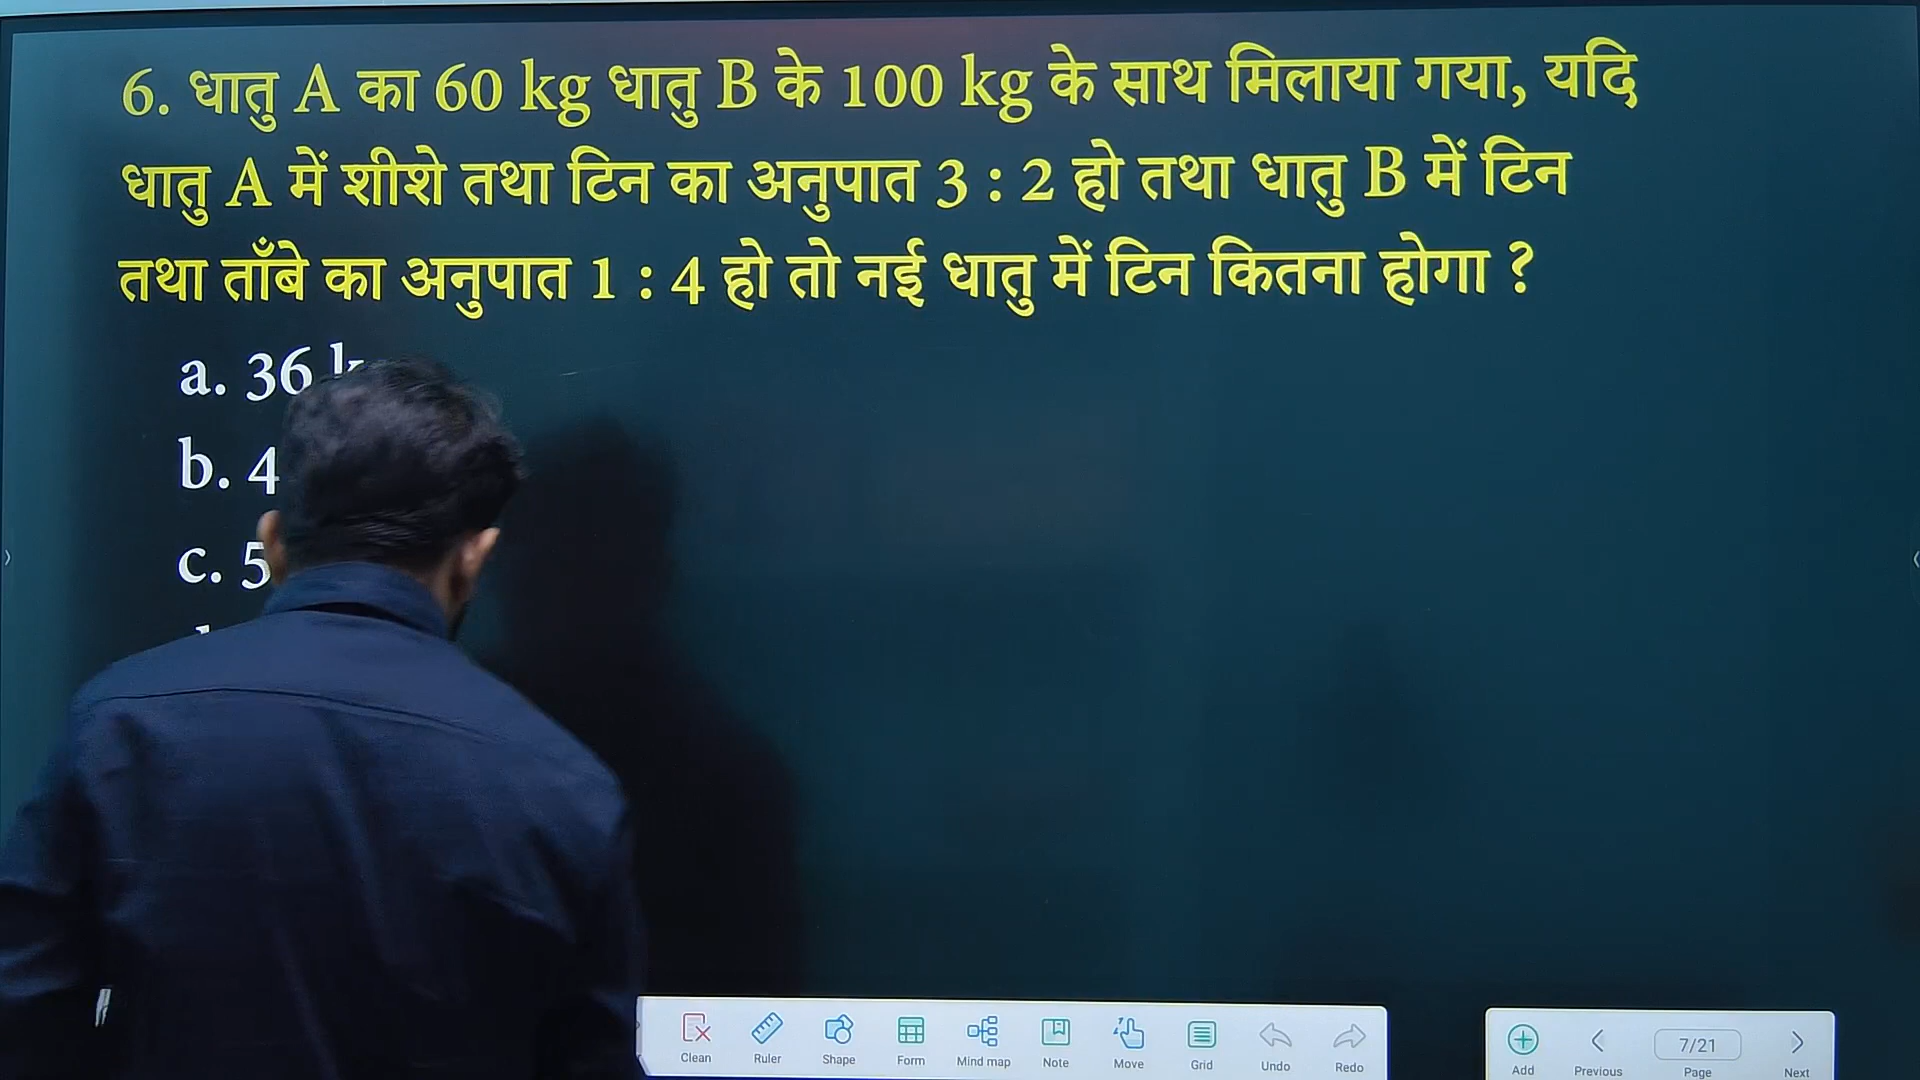 6. धातु A का 60 kg धातु B के 100 kg के साथ मिलाया गया, यदि
धातु A में शीशे तथा टिन का अनुपात 3 : 2 हो तथा धातु B में टिन
तथा ताँबे का अनुपात 1 : 4 हो तो नई धातु में टिन कितना होगा ?
a. 36
b. 4
c. 5
Clean Ruler Shape Form Mind map Note Move Grid Undo Redo
Add Previous 7/21 Page Next